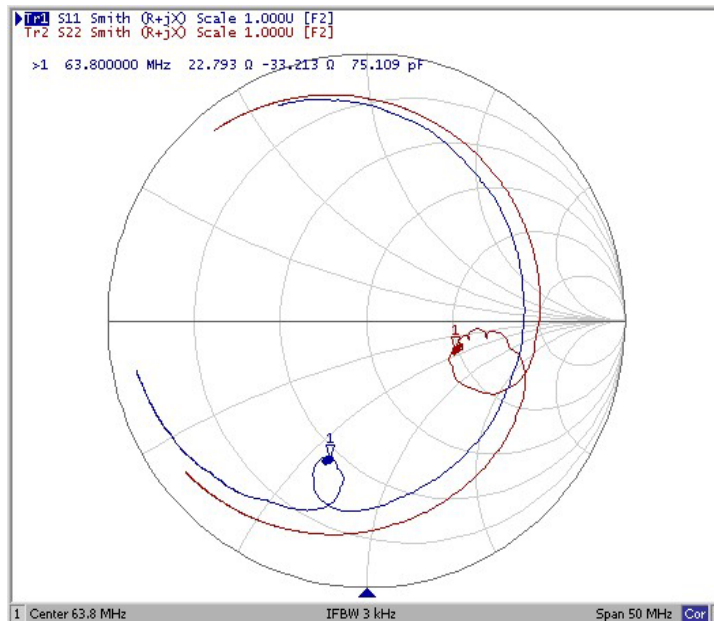 Tr1 S11 Smith (R+jX) Scale 1.000U [F2]
Tr2 S22 Smith (R+jX) Scale 1.000U [F2]
>1 63.800000 MHz 22.793 Ω -33.213 Ω 75.109 pF
1
1
1 Center 63.8 MHz IFBW 3 kHz Span 50 MHz Cor